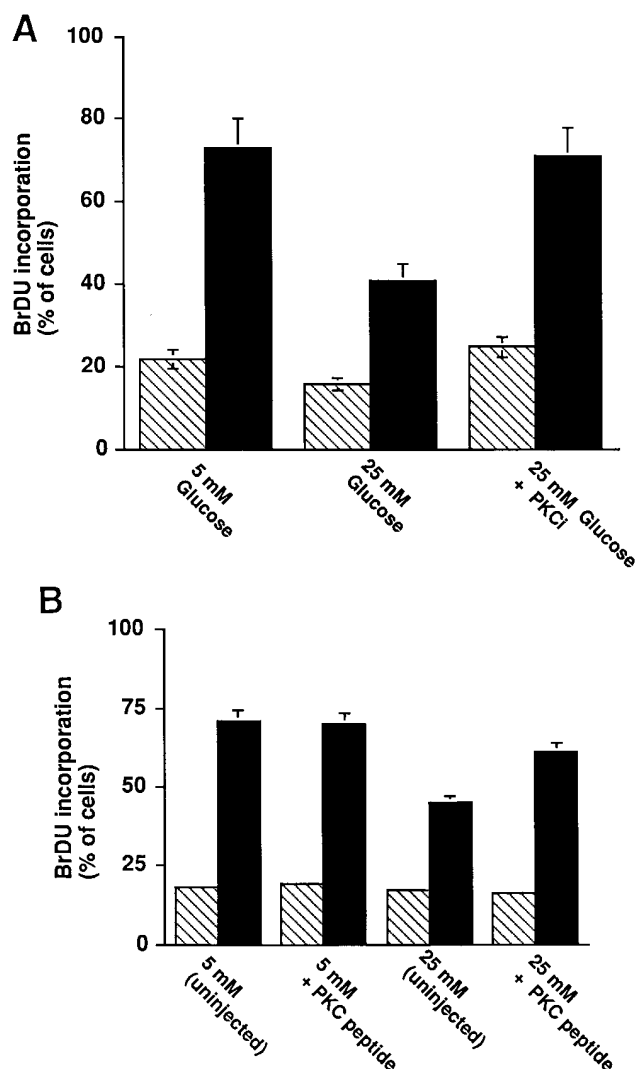 A
BrDU incorporation
(% of cells)
100
80
60
40
20
0
5 mM
Glucose
25 mM
Glucose
25 mM Glucose
+ PKCi
B
BrDU incorporation
(% of cells)
100
75
50
25
0
5 mM
(uninjected)
5 mM
+ PKC peptide
25 mM
(uninjected)
25 mM
+ PKC peptide